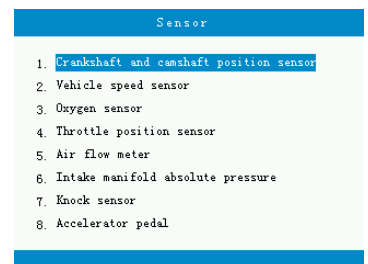 Sensor
1. Crankshaft and camshaft position sensor
2. Vehicle speed sensor
3. Oxygen sensor
4. Throttle position sensor
5. Air flow meter
6. Intake manifold absolute pressure
7. Knock sensor
8. Accelerator pedal